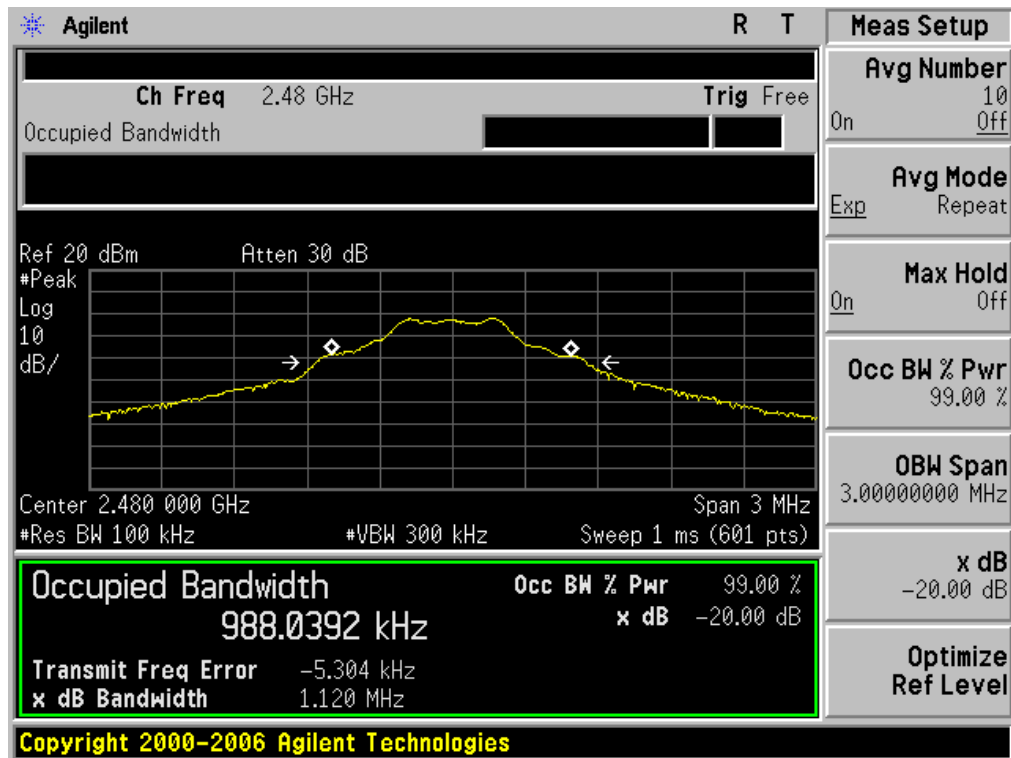 Agilent R T
Ch Freq 2.48 GHz Trig Free
Occupied Bandwidth
Ref 20 dBm Atten 30 dB
#Peak
Log
10
dB/
Center 2.480 000 GHz Span 3 MHz
#Res BW 100 kHz #VBW 300 kHz Sweep 1 ms (601 pts)
Occupied Bandwidth Occ BW % Pwr 99.00 %
988.0392 kHz x dB -20.00 dB
Transmit Freq Error -5.304 kHz
x dB Bandwidth 1.120 MHz
Copyright 2000-2006 Agilent Technologies
Meas Setup
Avg Number
10
On Off
Avg Mode
Exp Repeat
Max Hold
On Off
Occ BW % Pwr
99.00 %
OBW Span
3.00000000 MHz
x dB
-20.00 dB
Optimize
Ref Level